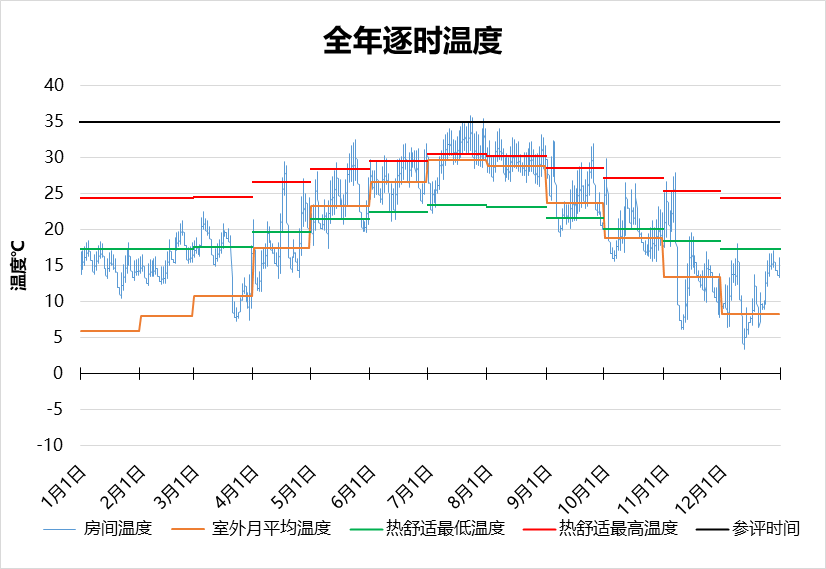 全年逐时温度
温度℃
40
35
30
25
20
15
10
5
0
-5
-10
1月1日
2月1日
3月1日
4月1日
5月1日
6月1日
7月1日
8月1日
9月1日
10月1日
11月1日
12月1日
房间温度 室外月平均温度 热舒适最低温度 热舒适最高温度 参评时间